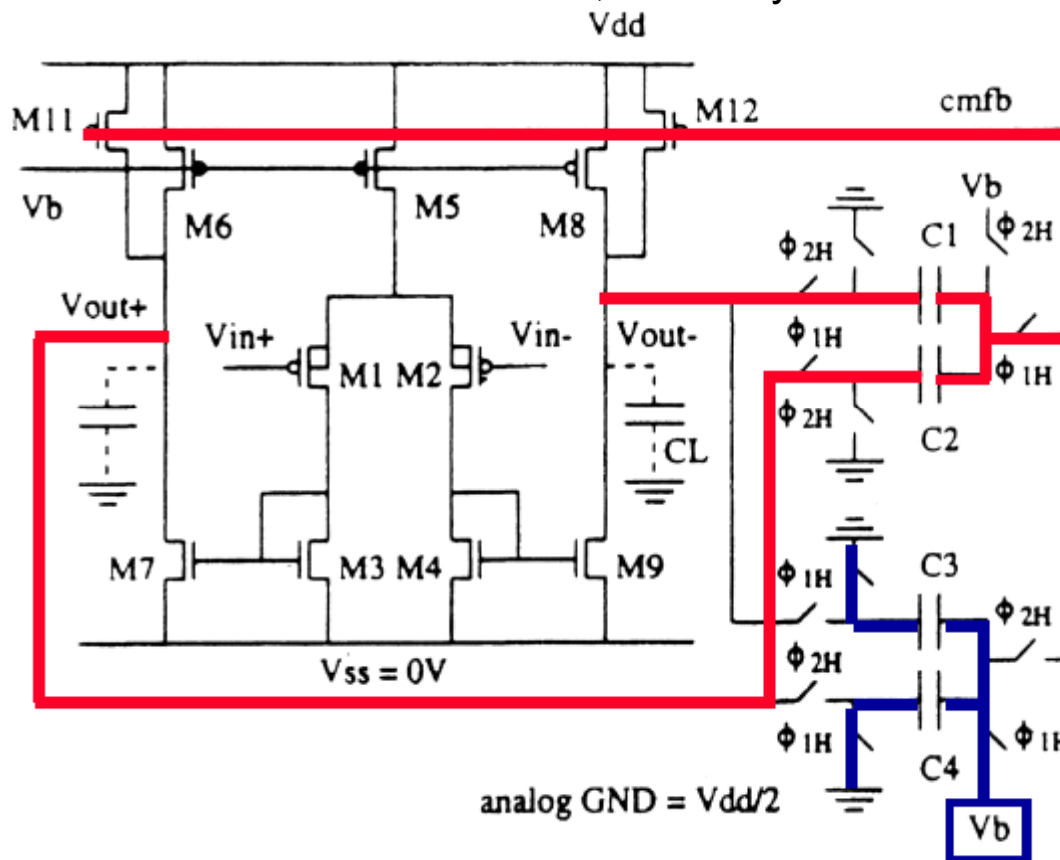 Vdd
M11
M12
cmfb
Vb
M6
M5
M8
Vb
Φ2H
C1
Φ2H
Vout+
Vin+
Vin-
Vout-
Φ1H
M1
M2
Φ1H
Φ2H
C2
CL
M7
M3
M4
M9
Φ1H
C3
Φ2H
Vss = 0V
Φ2H
Φ1H
C4
Φ1H
analog GND = Vdd/2
Vb